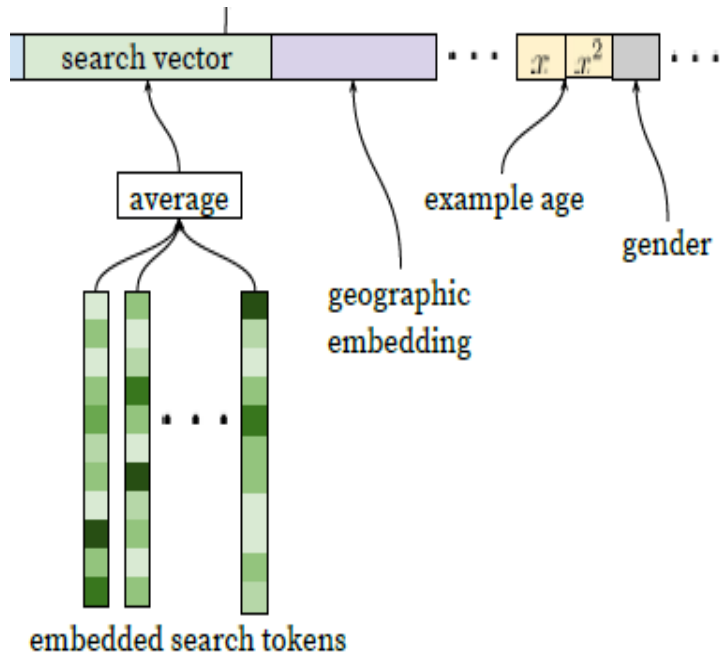 search vector
x x²
average
example age
gender
geographic
embedding
embedded search tokens